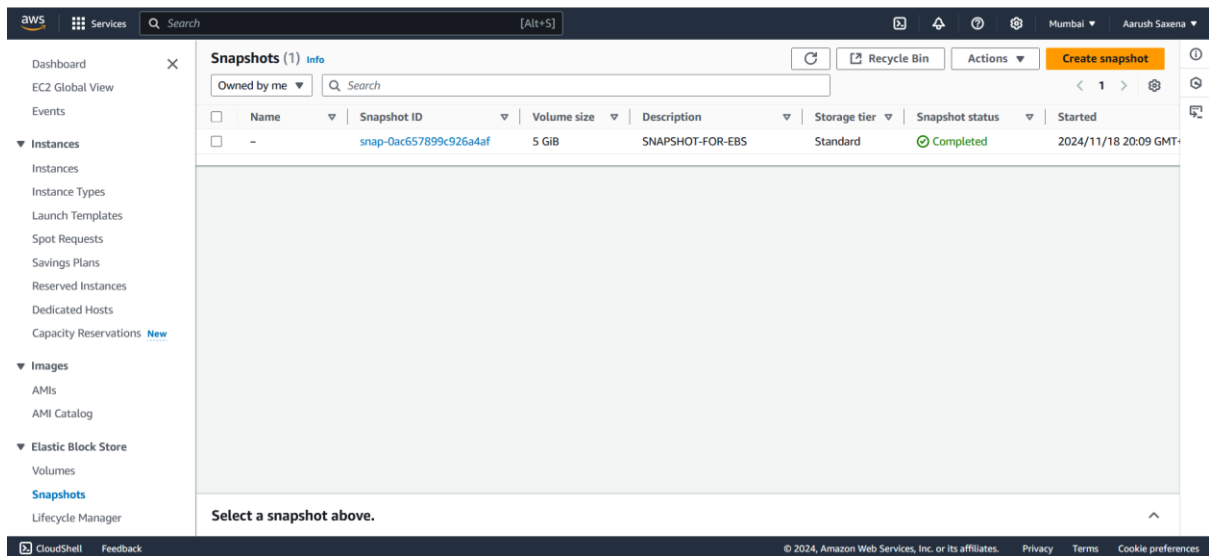 aws Services Search [Alt+S] Mumbai Aarush Saxena
Dashboard
EC2 Global View
Events
Instances
Instances
Instance Types
Launch Templates
Spot Requests
Savings Plans
Reserved Instances
Dedicated Hosts
Capacity Reservations New
Images
AMIs
AMI Catalog
Elastic Block Store
Volumes
Snapshots
Lifecycle Manager
Snapshots (1) Info Recycle Bin Actions Create snapshot
Owned by me Search 1
Name Snapshot ID Volume size Description Storage tier Snapshot status Started
– snap-0ac657899c926a4af 5 GiB SNAPSHOT-FOR-EBS Standard Completed 2024/11/18 20:09 GMT+
Select a snapshot above.
CloudShell Feedback © 2024, Amazon Web Services, Inc. or its affiliates. Privacy Terms Cookie preferences